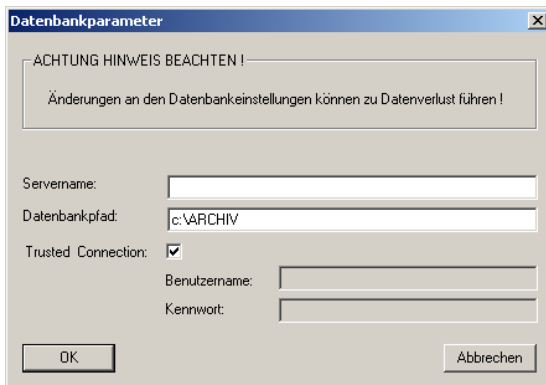 Datenbankparameter
ACHTUNG HINWEIS BEACHTEN !
Änderungen an den Datenbankeinstellungen können zu Datenverlust führen !
Servername:
Datenbankpfad: c:\ARCHIV
Trusted Connection:
Benutzername:
Kennwort:
OK Abbrechen